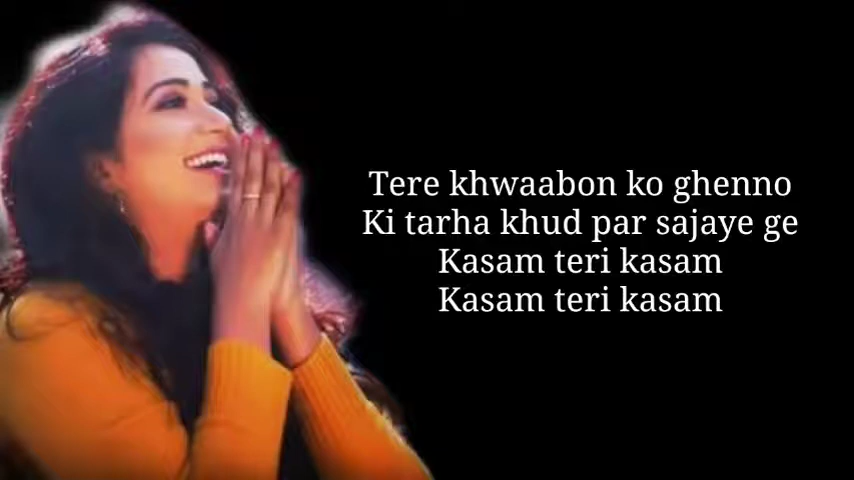 Tere khwaabon ko ghenno
Ki tarha khud par sajaye ge
Kasam teri kasam
Kasam teri kasam